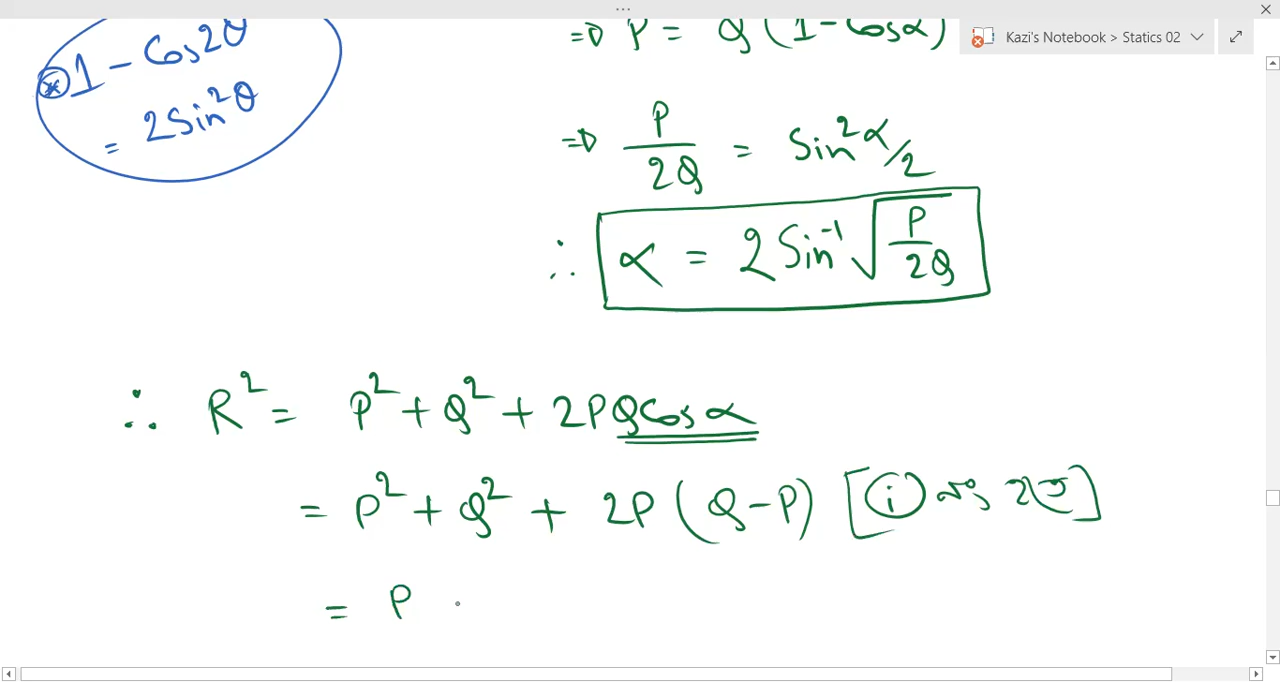 ⇒ P = Q (1 - Cosα)
Kazi's Notebook > Statics 02
* 1 - Cos2θ
= 2Sin²θ
⇒ P/2Q = Sin² α/2
∴ α = 2 Sin⁻¹ √(P/2Q)
∴ R² = P² + Q² + 2PQCosα
= P² + Q² + 2P (Q - P) [(i) নং হতে]
= P